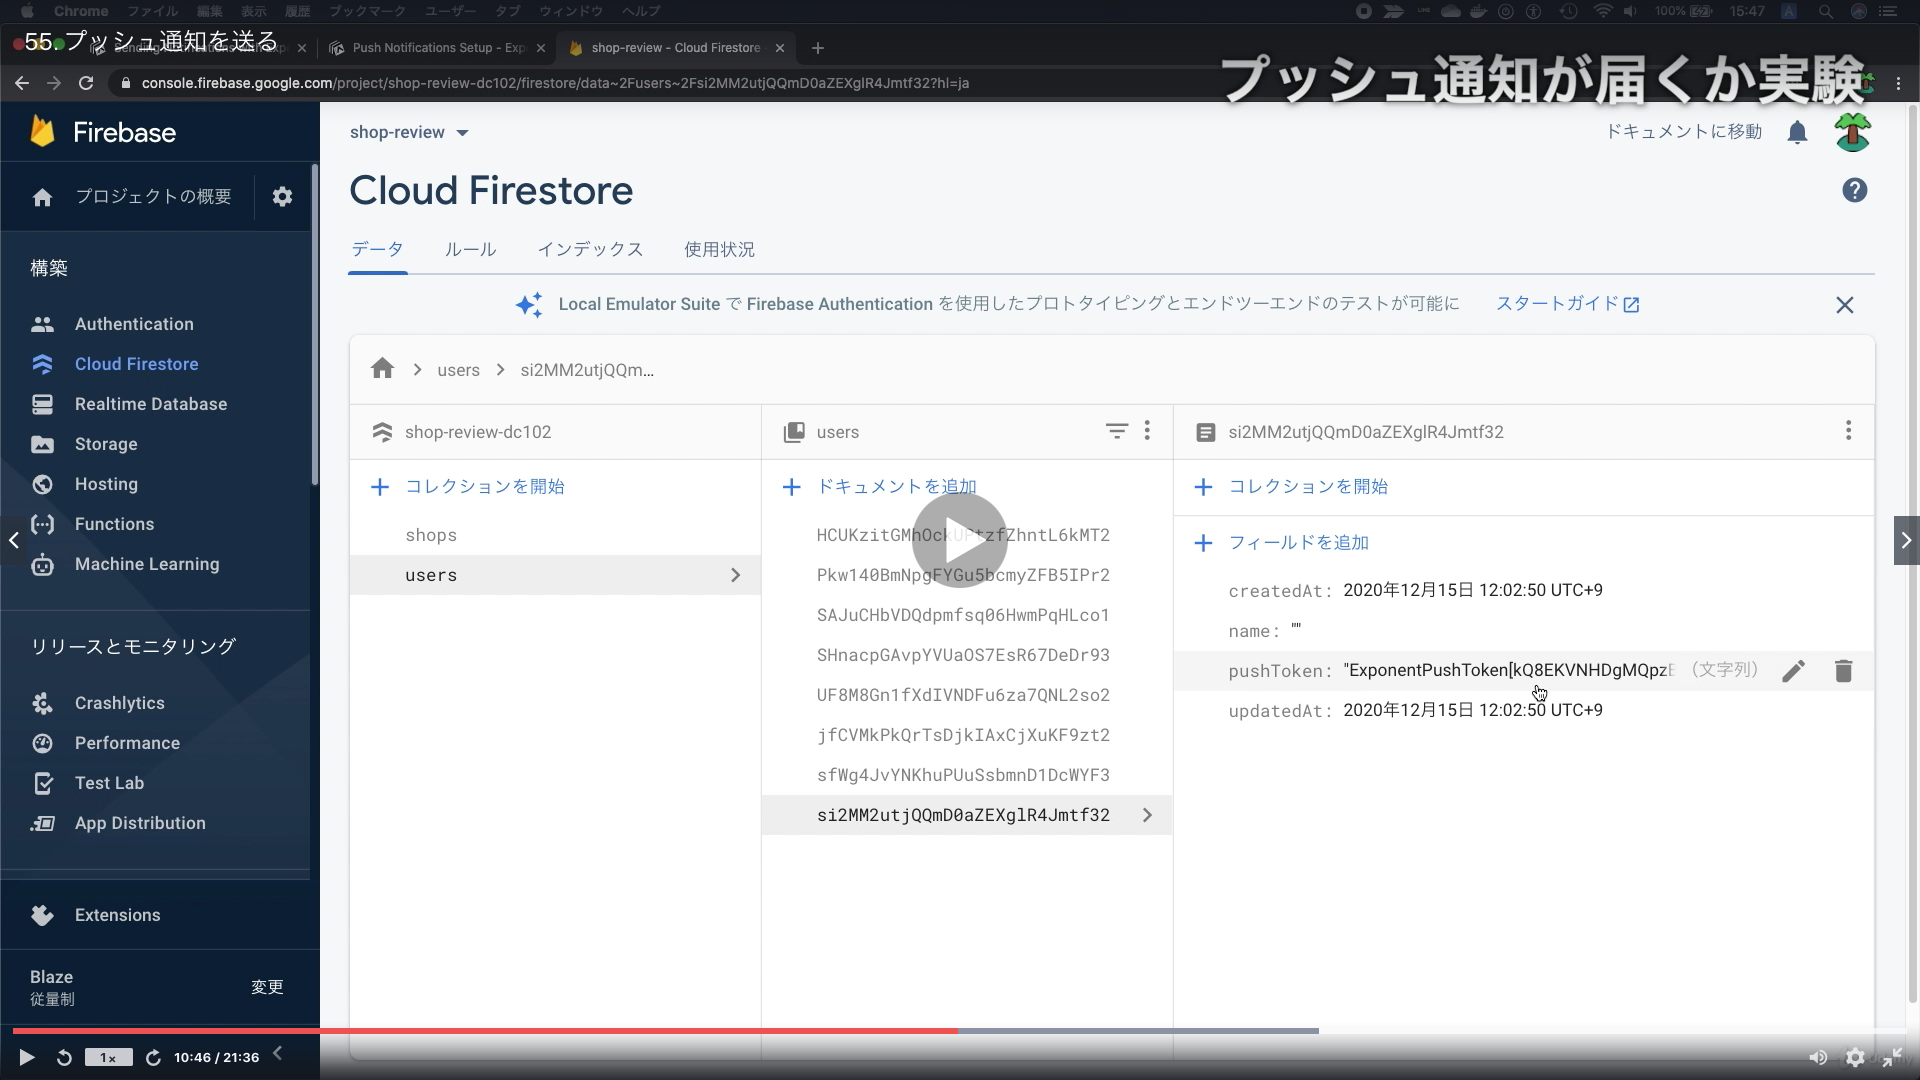 Chrome ファイル 編集 表示 履歴 ブックマーク ユーザー タブ ウィンドウ ヘルプ 100% 15:47 A
55. プッシュ通知を送る
Push Notifications Setup - Exp
shop-review - Cloud Firestore
console.firebase.google.com/project/shop-review-dc102/firestore/data~2Fusers~2Fsi2MM2utjQQmD0aZEXglR4Jmtf32?hl=ja
プッシュ通知が届くか実験
Firebase
プロジェクトの概要
構築
Authentication
Cloud Firestore
Realtime Database
Storage
Hosting
Functions
Machine Learning
リリースとモニタリング
Crashlytics
Performance
Test Lab
App Distribution
Extensions
Blaze
従量制
変更
shop-review
ドキュメントに移動
Cloud Firestore
データ ルール インデックス 使用状況
Local Emulator Suite で Firebase Authentication を使用したプロトタイピングとエンドツーエンドのテストが可能に スタートガイド
users si2MM2utjQQm...
shop-review-dc102
コレクションを開始
shops
users
users
ドキュメントを追加
HCUKzitGMhOckUPtzfZhntL6kMT2
Pkw140BmNpgFYGu5bcmyZFB5IPr2
SAJuCHbVDQdpmfsq06HwmPqHLco1
SHnacpGAvpYVUaOS7EsR67DeDr93
UF8M8Gn1fXdIVNDFu6za7QNL2so2
jfCVMkPkQrTsDjkIAxCjXuKF9zt2
sfWg4JvYNKhuPUuSsbmnD1DcWYF3
si2MM2utjQQmD0aZEXglR4Jmtf32
si2MM2utjQQmD0aZEXglR4Jmtf32
コレクションを開始
フィールドを追加
createdAt: 2020年12月15日 12:02:50 UTC+9
name: ""
pushToken: "ExponentPushToken[kQ8EKVNHDgMQpzE (文字列)
updatedAt: 2020年12月15日 12:02:50 UTC+9
1x
10:46 / 21:36